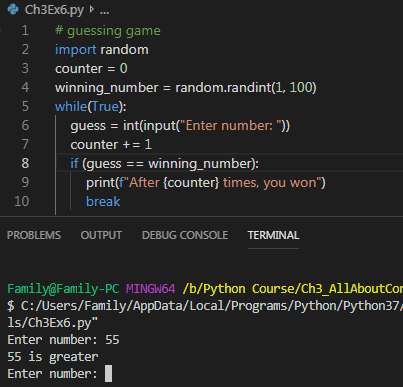 Ch3Ex6.py > ...
1 # guessing game
2 import random
3 counter = 0
4 winning_number = random.randint(1, 100)
5 while(True):
6 guess = int(input("Enter number: "))
7 counter += 1
8 if (guess == winning_number):
9 print(f"After {counter} times, you won")
10 break
PROBLEMS OUTPUT DEBUG CONSOLE TERMINAL
Family@Family-PC MINGW64 /b/Python Course/Ch3_AllAboutCon
$ C:/Users/Family/AppData/Local/Programs/Python/Python37/
ls/Ch3Ex6.py"
Enter number: 55
55 is greater
Enter number: